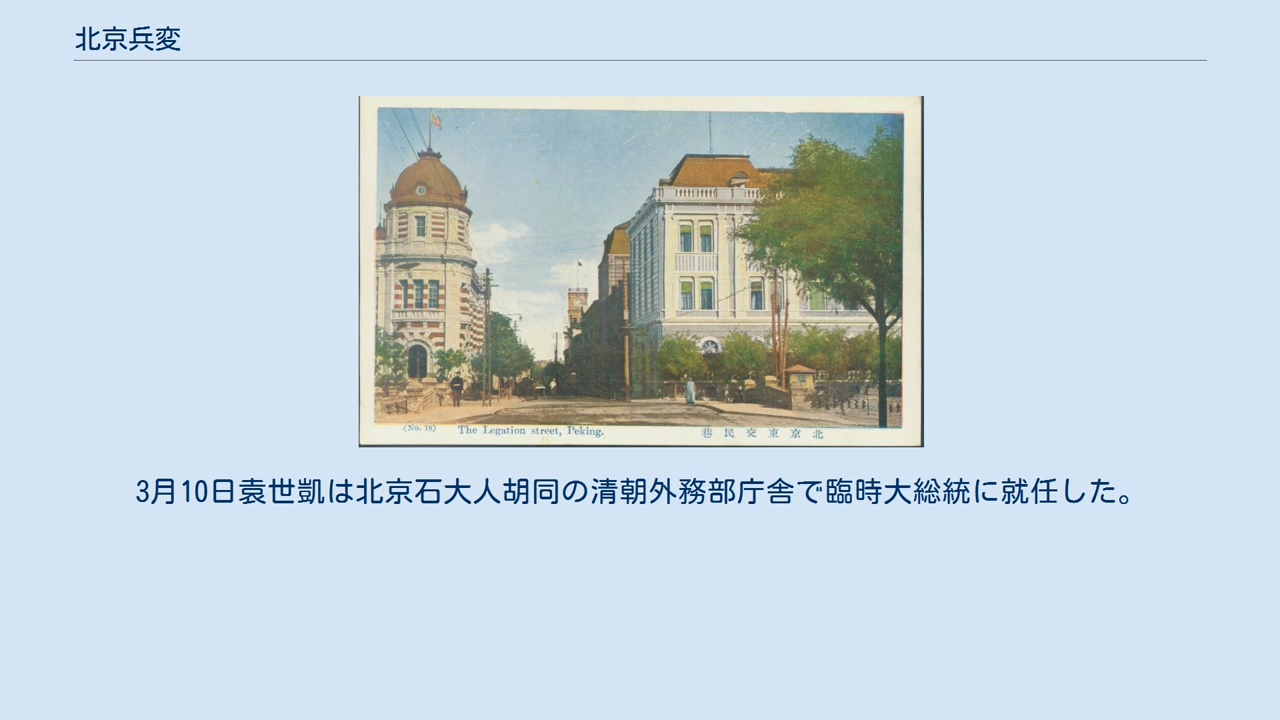 北京兵変
(No. 18) The Legation street, Peking.
巷民交東京北
3月10日袁世凱は北京石大人胡同の清朝外務部庁舎で臨時大総統に就任した。